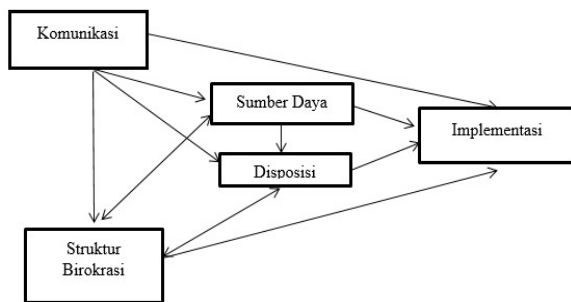 Komunikasi
Sumber Daya
Implementasi
Disposisi
Struktur
Birokrasi